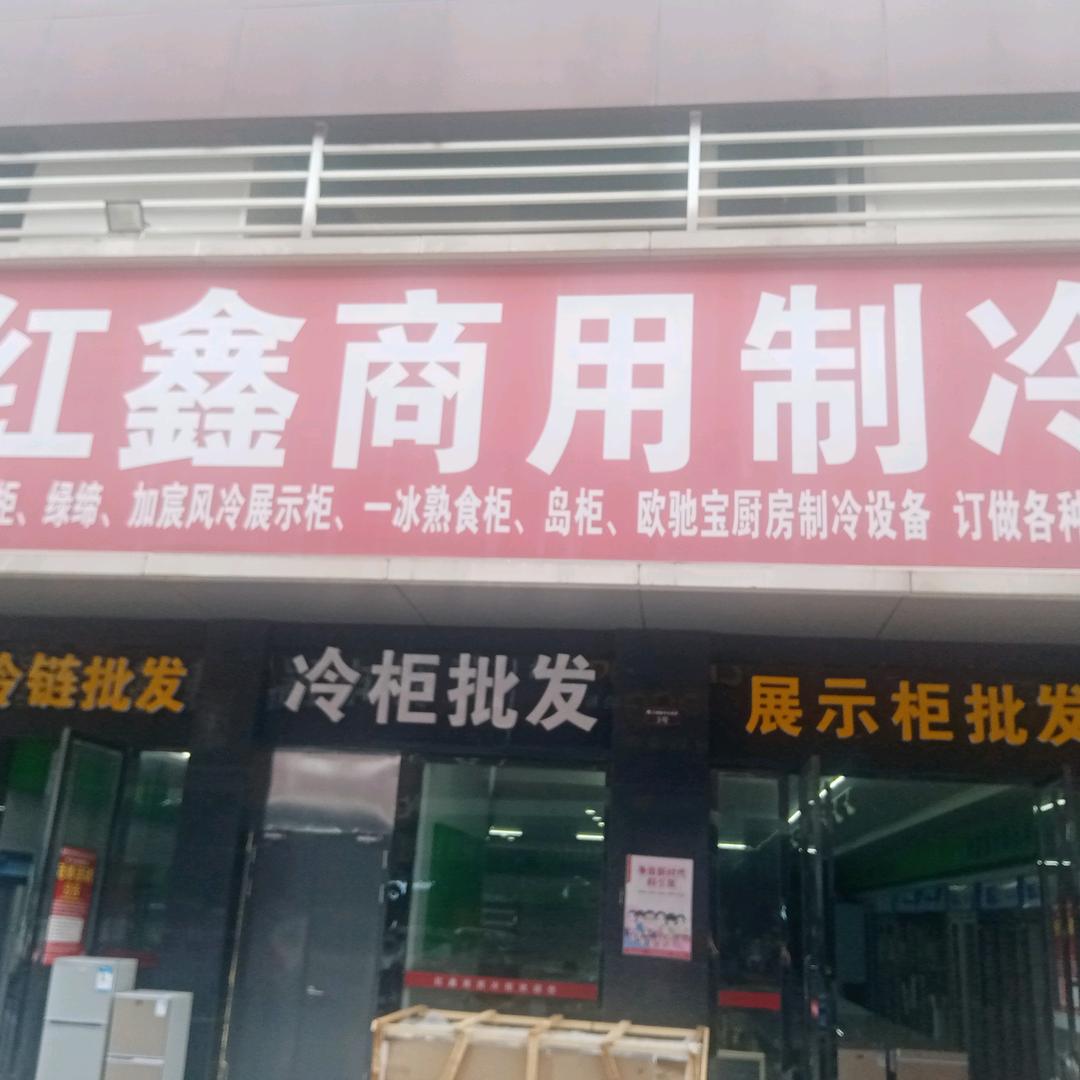 红鑫商用制冷
柜、绿缔、加宸风冷展示柜、一冰熟食柜、岛柜、欧驰宝厨房制冷设备 订做各种
冷链批发
冷柜批发
展示柜批发